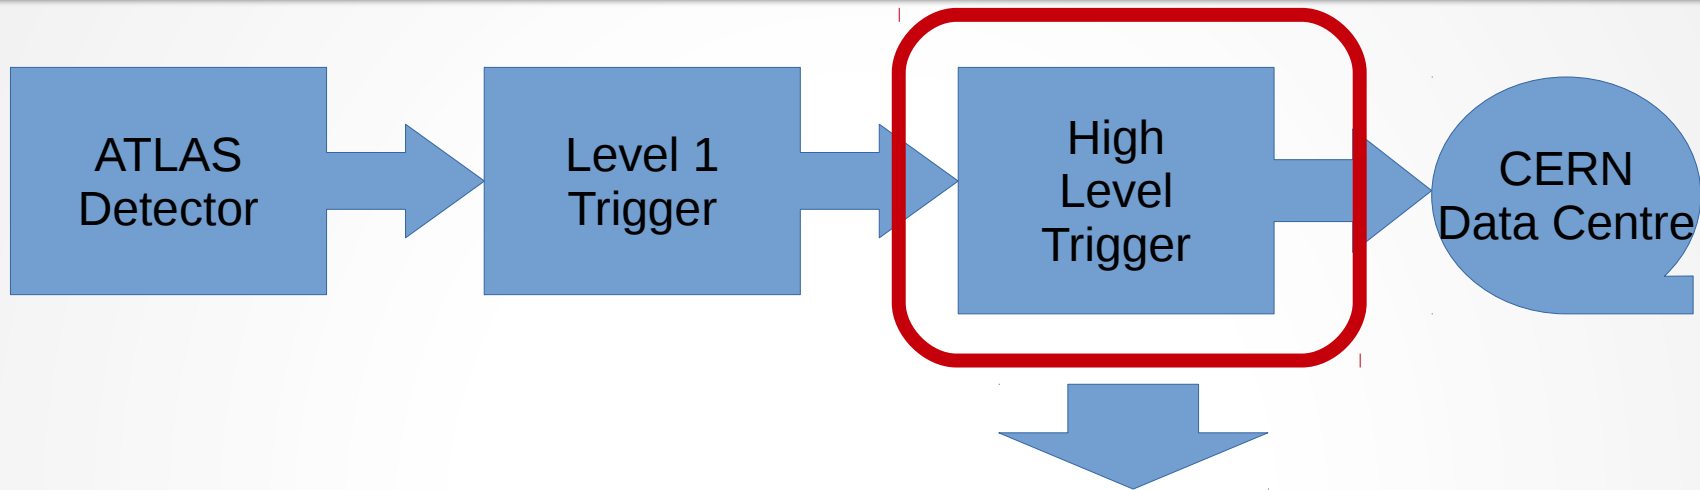 ATLAS
Detector
Level 1
Trigger
High
Level
Trigger
CERN
Data Centre